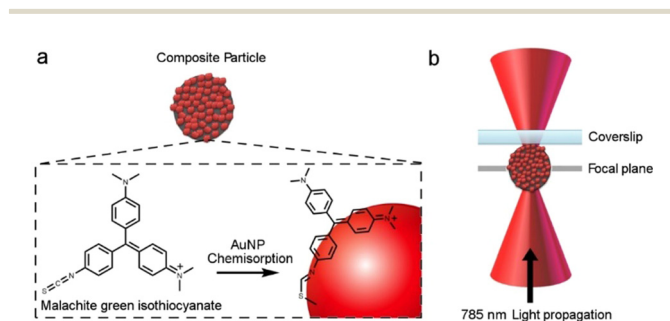 a
Composite Particle
b
Coverslip
Focal plane
N
N+
S
C
N
AuNP
Chemisorption
Malachite green isothiocyanate
N
N+
S
785 nm Light propagation